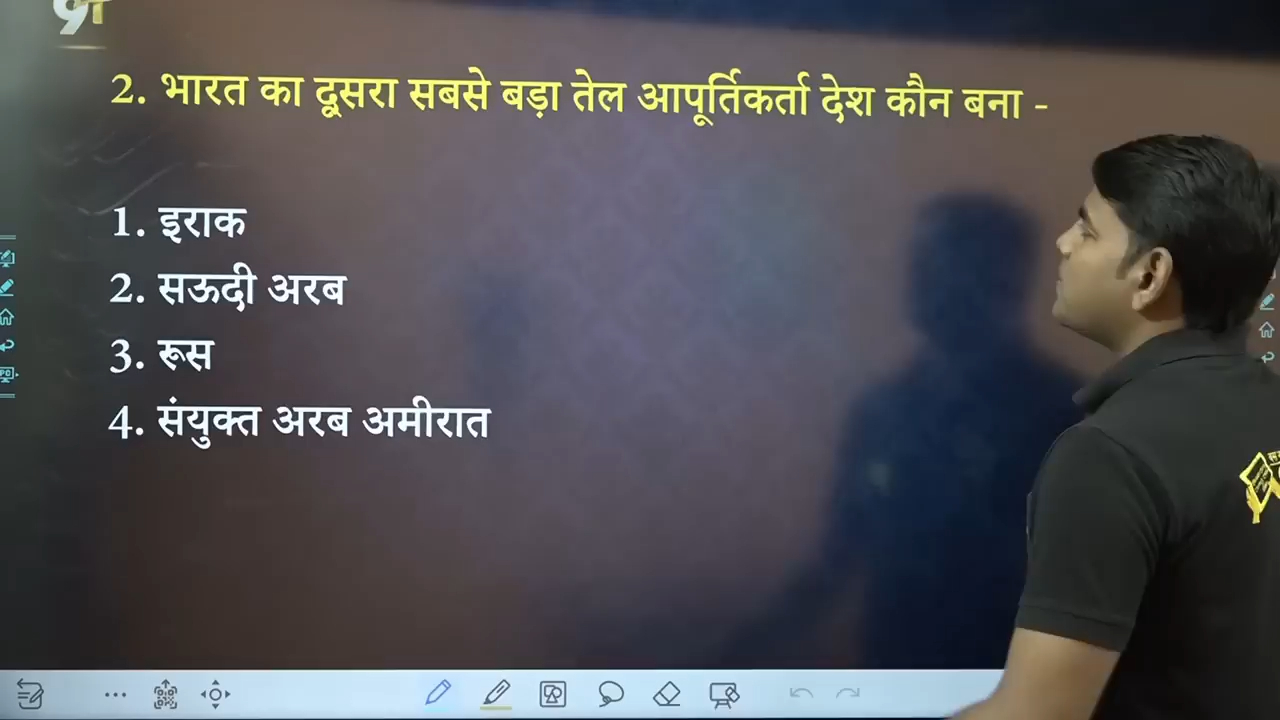 2. भारत का दूसरा सबसे बड़ा तेल आपूर्तिकर्ता देश कौन बना -
1. इराक
2. सऊदी अरब
3. रूस
4. संयुक्त अरब अमीरात